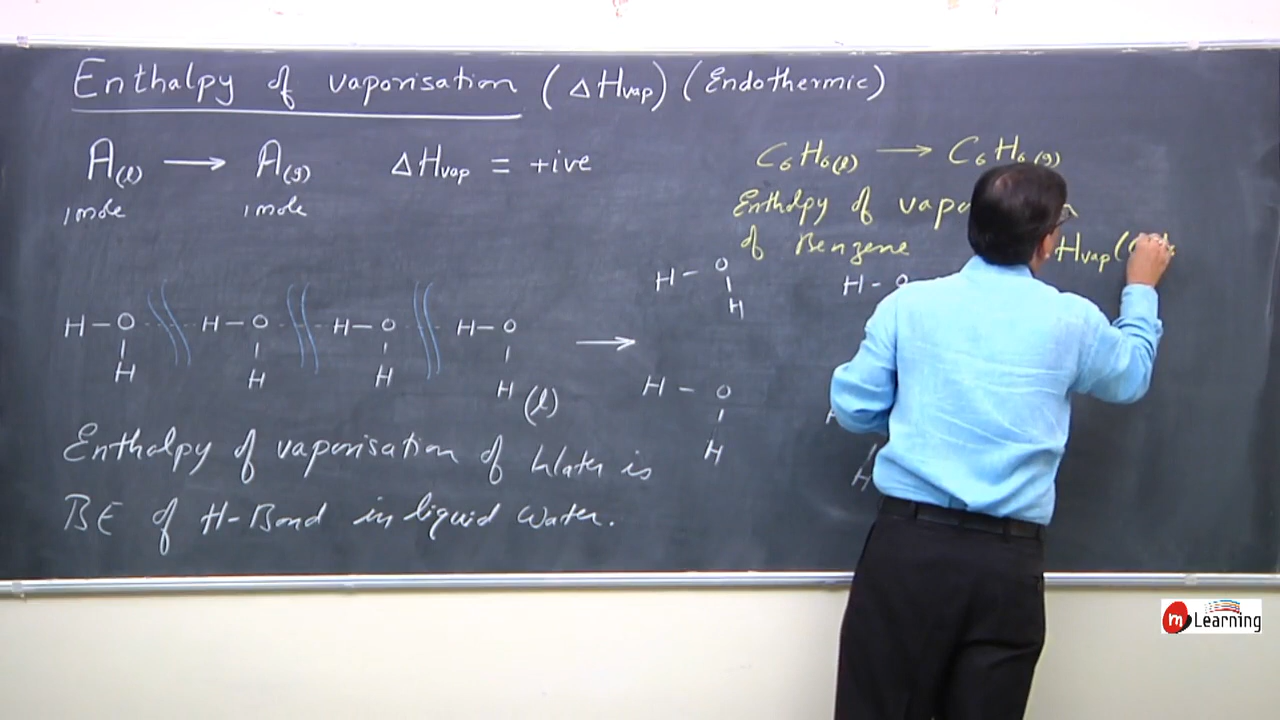 Enthalpy of vaporisation (ΔHvap) (Endothermic)
A(l) → A(g) ΔHvap = +ive
1 mole 1 mole
C6H6(l) → C6H6(g)
Enthalpy of
of Benzene
Hvap(
H – O H – O
H
H – O H – O H – O H – O →
H H H H (l)
H – O
H
H
Enthalpy of vaporisation of Water is
BE of H-Bond in liquid water.
m Learning